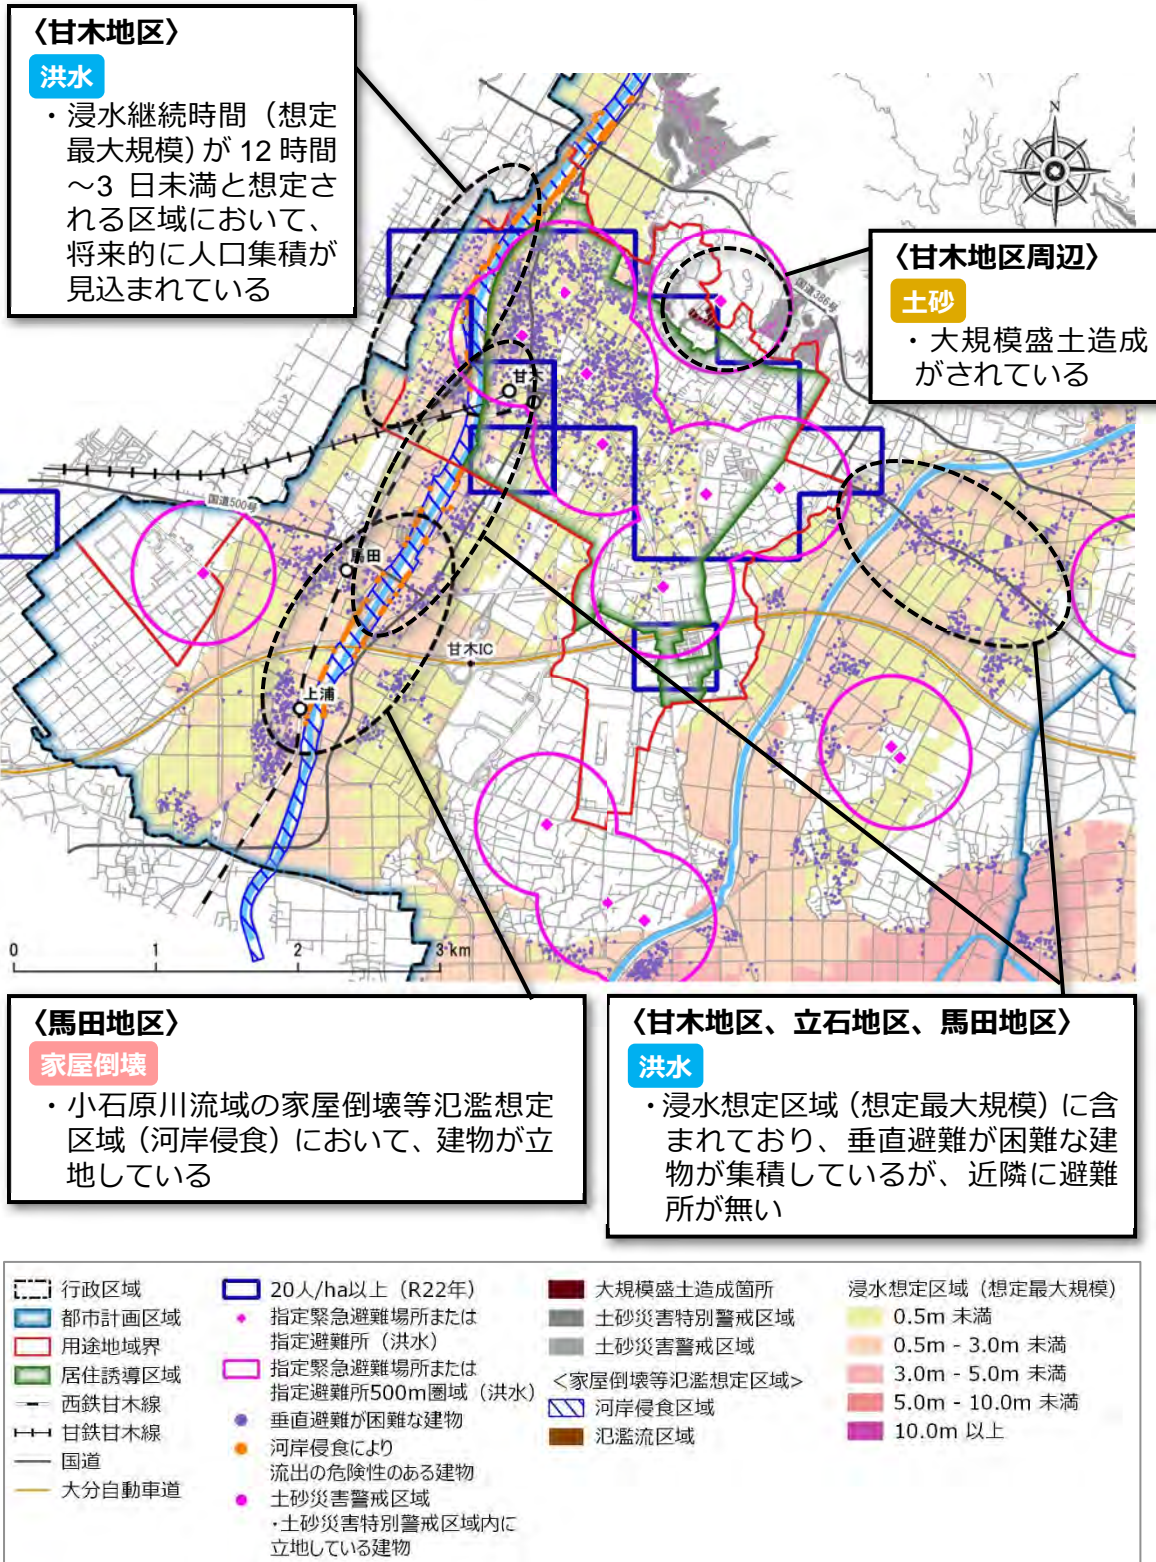 〈甘木地区〉
洪水
・浸水継続時間（想定
最大規模）が 12 時間
～3 日未満と想定さ
れる区域において、
将来的に人口集積が
見込まれている
N
〈甘木地区周辺〉
土砂
・大規模盛土造成
がされている
国道386号
甘木
国道500号
馬田
甘木IC
上浦
0
1
2
3 km
〈馬田地区〉
家屋倒壊
・小石原川流域の家屋倒壊等氾濫想定
区域（河岸侵食）において、建物が立
地している
〈甘木地区、立石地区、馬田地区〉
洪水
・浸水想定区域（想定最大規模）に含
まれており、垂直避難が困難な建
物が集積しているが、近隣に避難
所が無い
行政区域
都市計画区域
用途地域界
居住誘導区域
西鉄甘木線
甘鉄甘木線
国道
大分自動車道
20人/ha以上（R22年）
指定緊急避難場所または
指定避難所（洪水）
指定緊急避難場所または
指定避難所500m圏域（洪水）
垂直避難が困難な建物
河岸侵食により
流出の危険性のある建物
土砂災害警戒区域
・土砂災害特別警戒区域内に
立地している建物
大規模盛土造成箇所
土砂災害特別警戒区域
土砂災害警戒区域
＜家屋倒壊等氾濫想定区域＞
河岸侵食区域
氾濫流区域
浸水想定区域（想定最大規模）
0.5m 未満
0.5m - 3.0m 未満
3.0m - 5.0m 未満
5.0m - 10.0m 未満
10.0m 以上